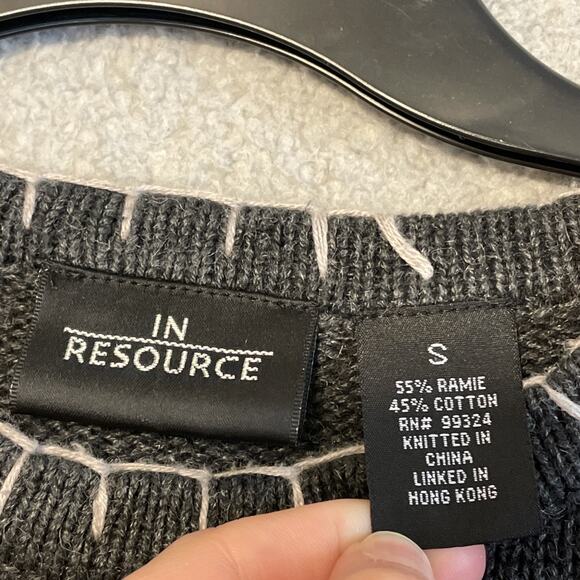 IN
RESOURCE
S
55% RAMIE
45% COTTON
RN# 99324
KNITTED IN
CHINA
LINKED IN
HONG KONG